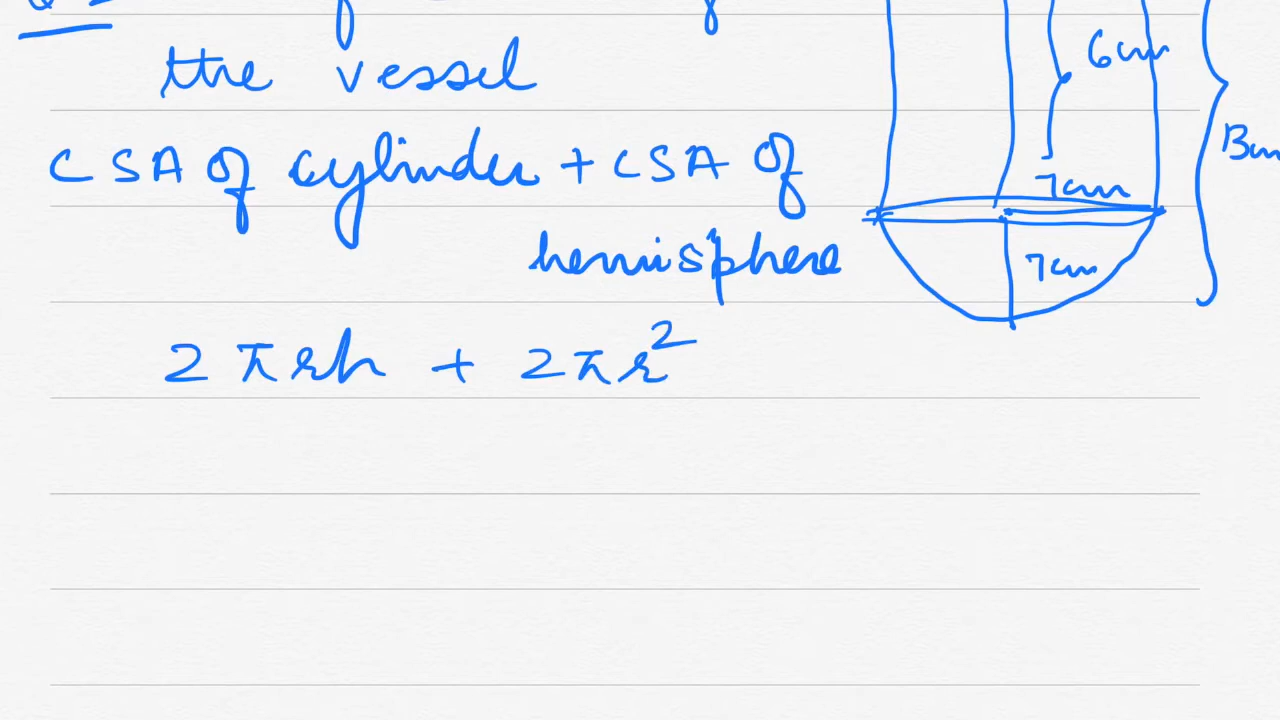 the vessel
6cm
CSA of cylinder + CSA of
13cm
7cm
hemisphere
7cm
2πrh + 2πr²